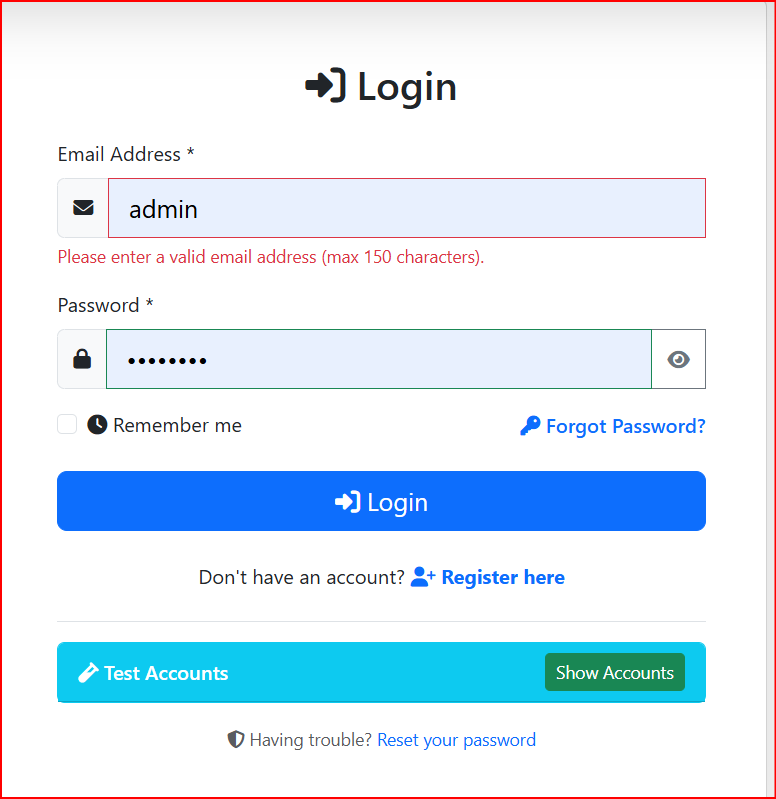 Login
Email Address *
admin
Please enter a valid email address (max 150 characters).
Password *
••••••••
Remember me Forgot Password?
Login
Don't have an account? Register here
Test Accounts Show Accounts
Having trouble? Reset your password